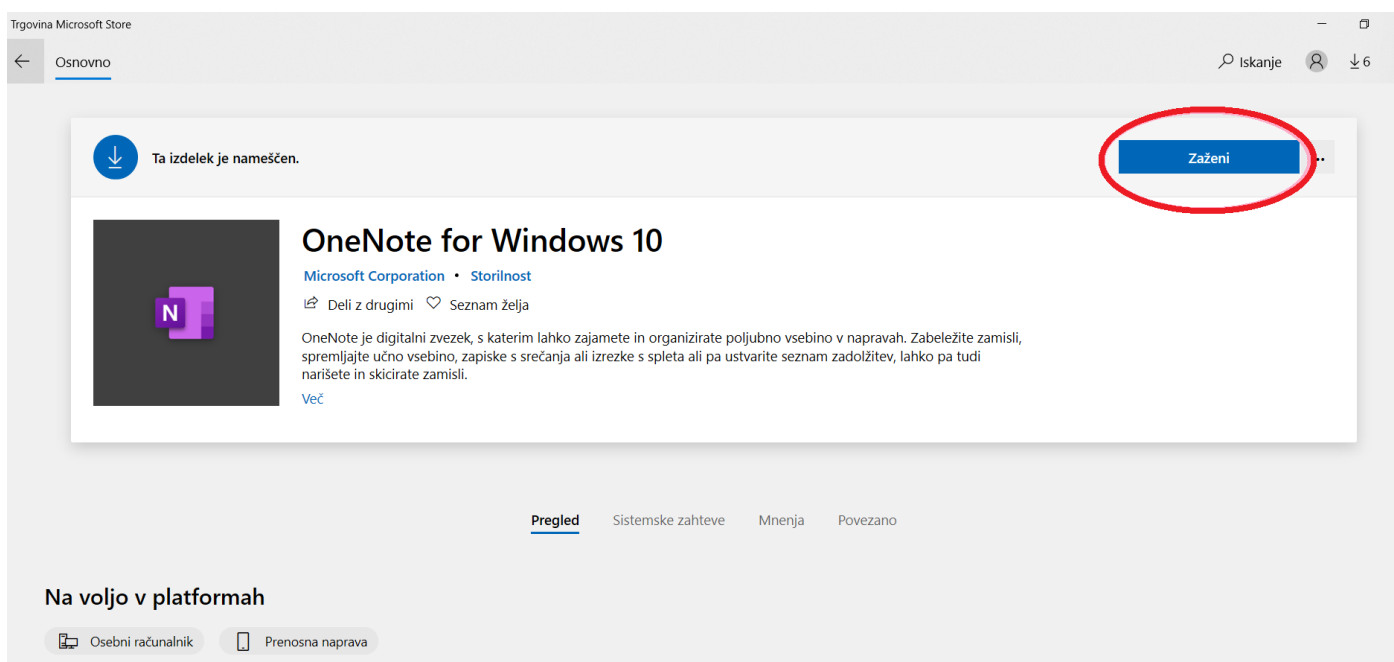 Trgovina Microsoft Store
Osnovno
Iskanje
6
Ta izdelek je nameščen.
Zaženi
OneNote for Windows 10
Microsoft Corporation • Storilnost
Deli z drugimi Seznam želja
OneNote je digitalni zvezek, s katerim lahko zajamete in organizirate poljubno vsebino v napravah. Zabeležite zamisli,
spremljajte učno vsebino, zapiske s srečanja ali izrezke s spleta ali pa ustvarite seznam zadolžitev, lahko pa tudi
narišete in skicirate zamisli.
Več
N
Pregled Sistemske zahteve Mnenja Povezano
Na voljo v platformah
Osebni računalnik Prenosna naprava